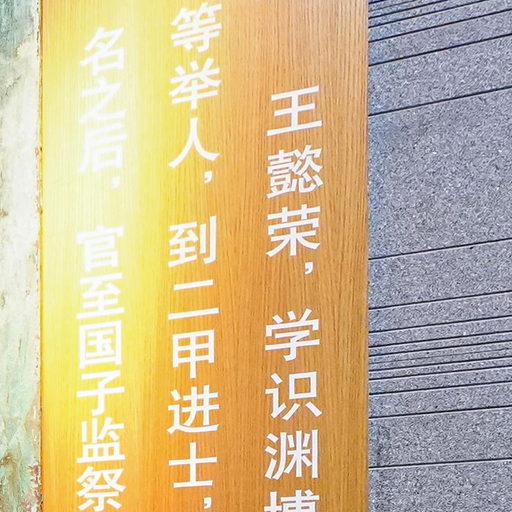 王懿荣，学识渊博
等举人，到二甲进士，
名之后，官至国子监祭